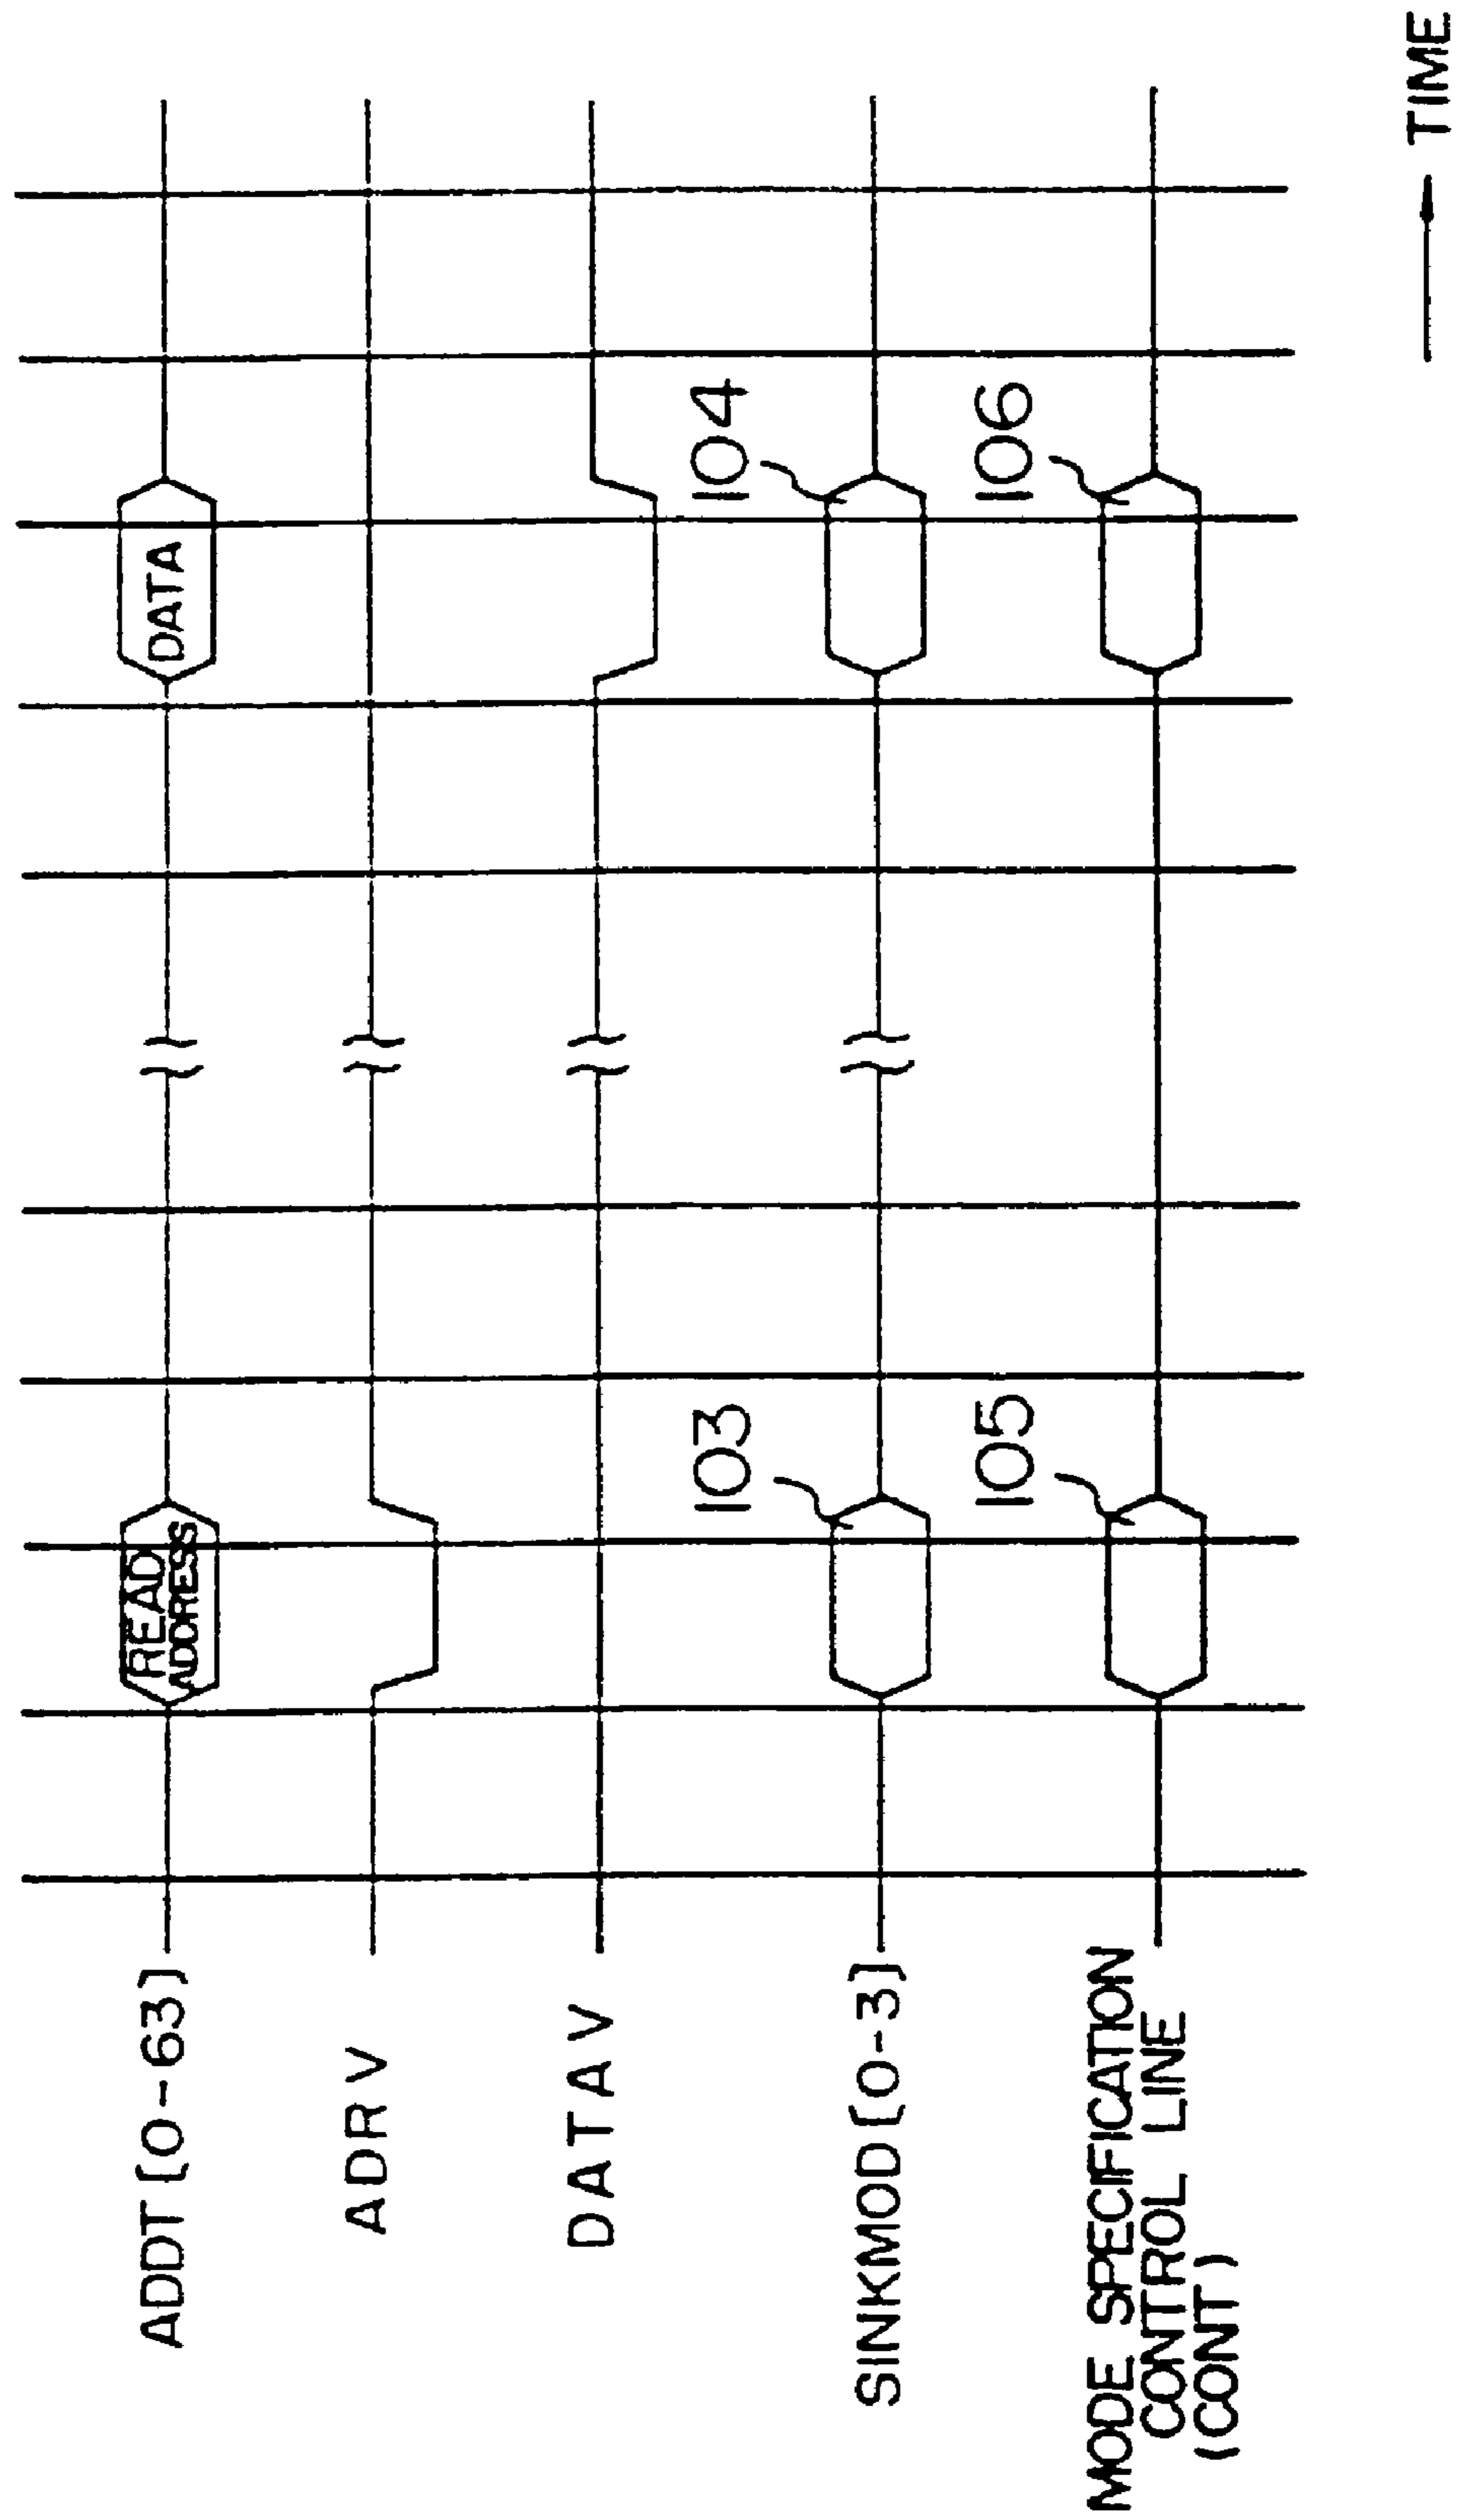 ADDT[0-63]
READ
ADDRESS
DATA
ADRV
DATAV
SINKMOD[0-3]
103
104
MODE SPECIFICATION
CONTROL LINE
(CONT)
105
106
TIME